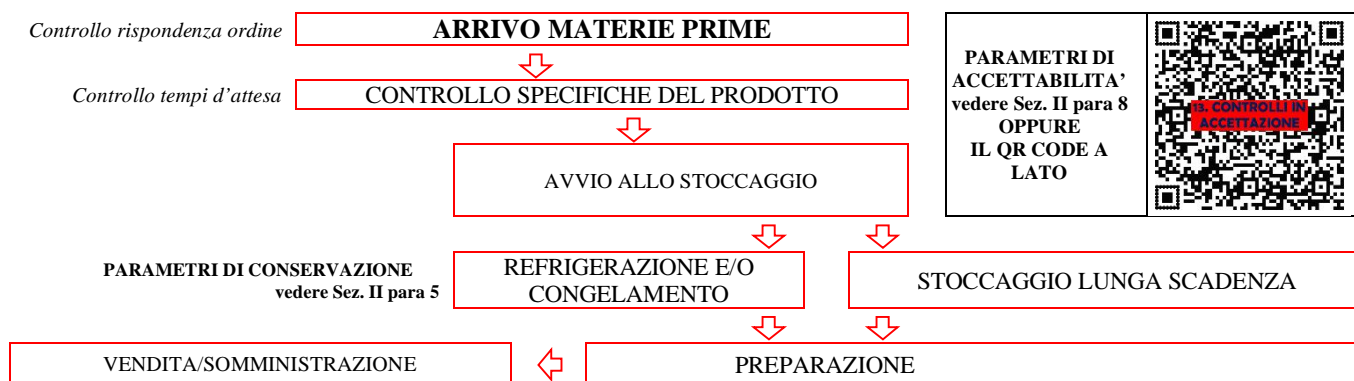 Controllo rispondenza ordine
ARRIVO MATERIE PRIME
Controllo tempi d'attesa
CONTROLLO SPECIFICHE DEL PRODOTTO
PARAMETRI DI
ACCETTABILITA'
vedere Sez. II para 8
OPPURE
IL QR CODE A
LATO
13. CONTROLLI IN
ACCETTAZIONE
AVVIO ALLO STOCCAGGIO
PARAMETRI DI CONSERVAZIONE
vedere Sez. II para 5
REFRIGERAZIONE E/O
CONGELAMENTO
STOCCAGGIO LUNGA SCADENZA
VENDITA/SOMMINISTRAZIONE
PREPARAZIONE